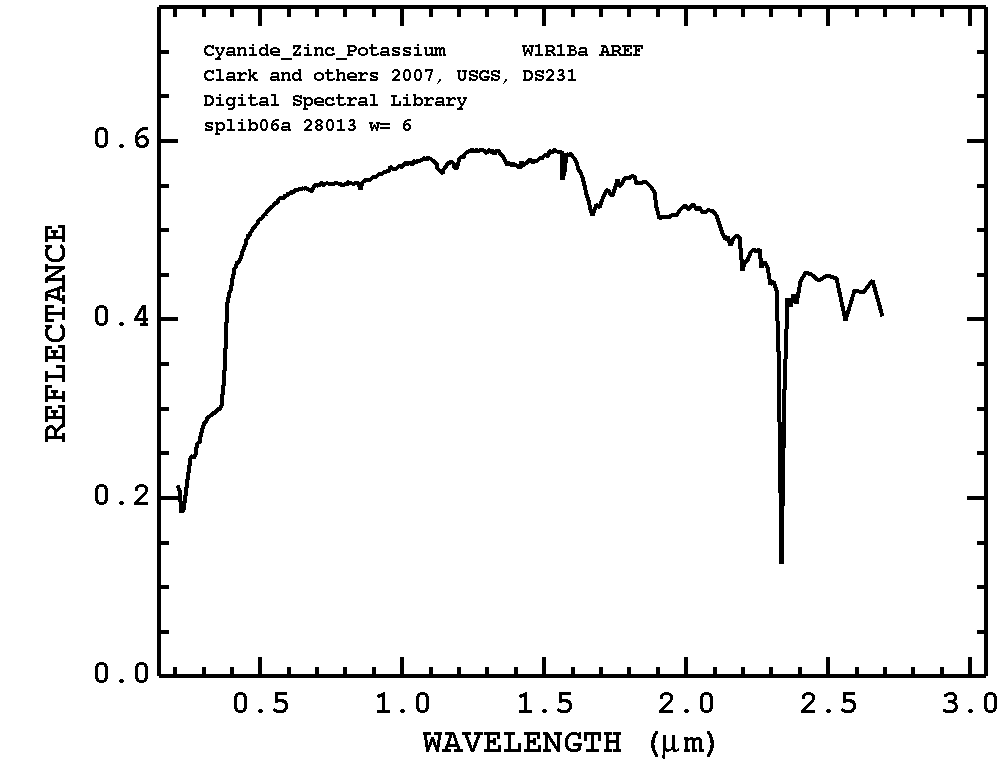 Cyanide_Zinc_Potassium W1R1Ba AREF
Clark and others 2007, USGS, DS231
Digital Spectral Library
splib06a 28013 w= 6
REFLECTANCE
0.6
0.4
0.2
0.0
0.5 1.0 1.5 2.0 2.5 3.0
WAVELENGTH (μm)